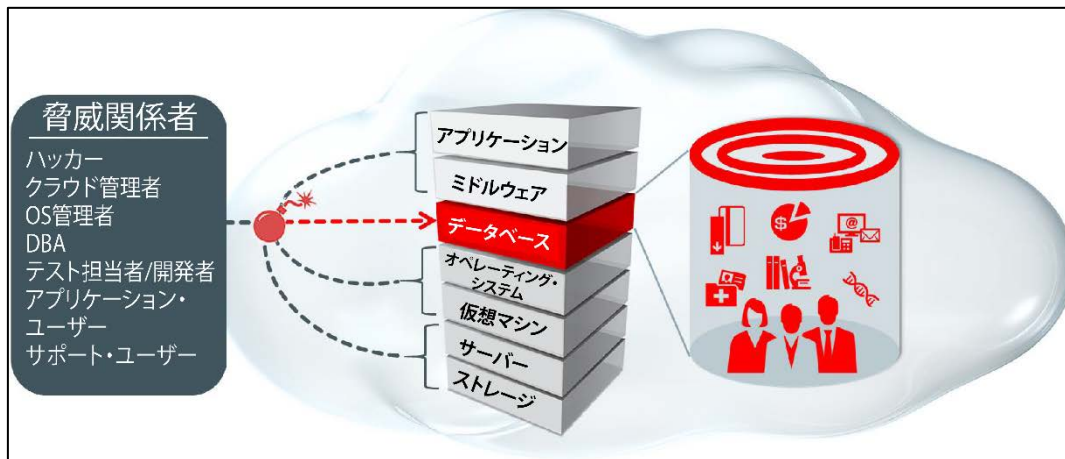 脅威関係者
ハッカー
クラウド管理者
OS管理者
DBA
テスト担当者/開発者
アプリケーション・
ユーザー
サポート・ユーザー
アプリケーション
ミドルウェア
データベース
オペレーティング・
システム
仮想マシン
サーバー
ストレージ
$
@